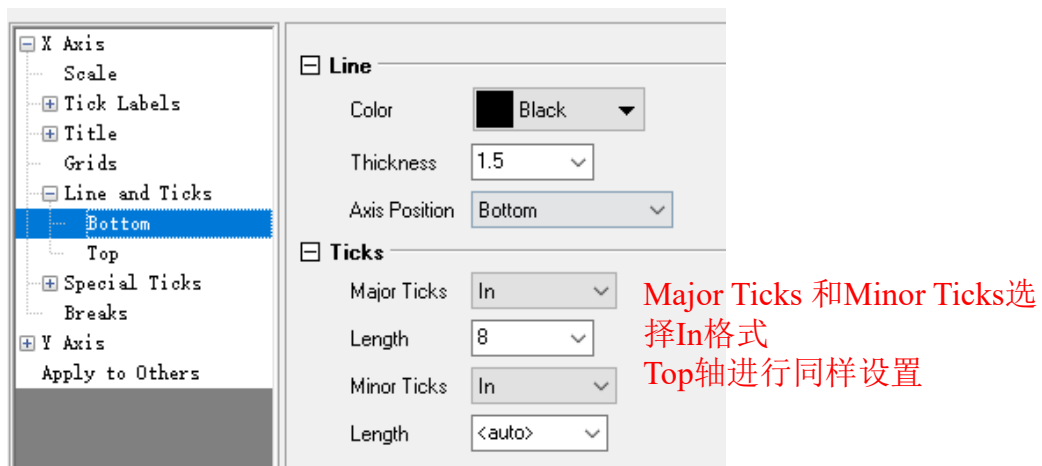 X Axis
Scale
Tick Labels
Title
Grids
Line and Ticks
Bottom
Top
Special Ticks
Breaks
Y Axis
Apply to Others
Line
Color Black
Thickness 1.5
Axis Position Bottom
Ticks
Major Ticks In
Length 8
Minor Ticks In
Length <auto>
Major Ticks 和Minor Ticks选
择In格式
Top轴进行同样设置